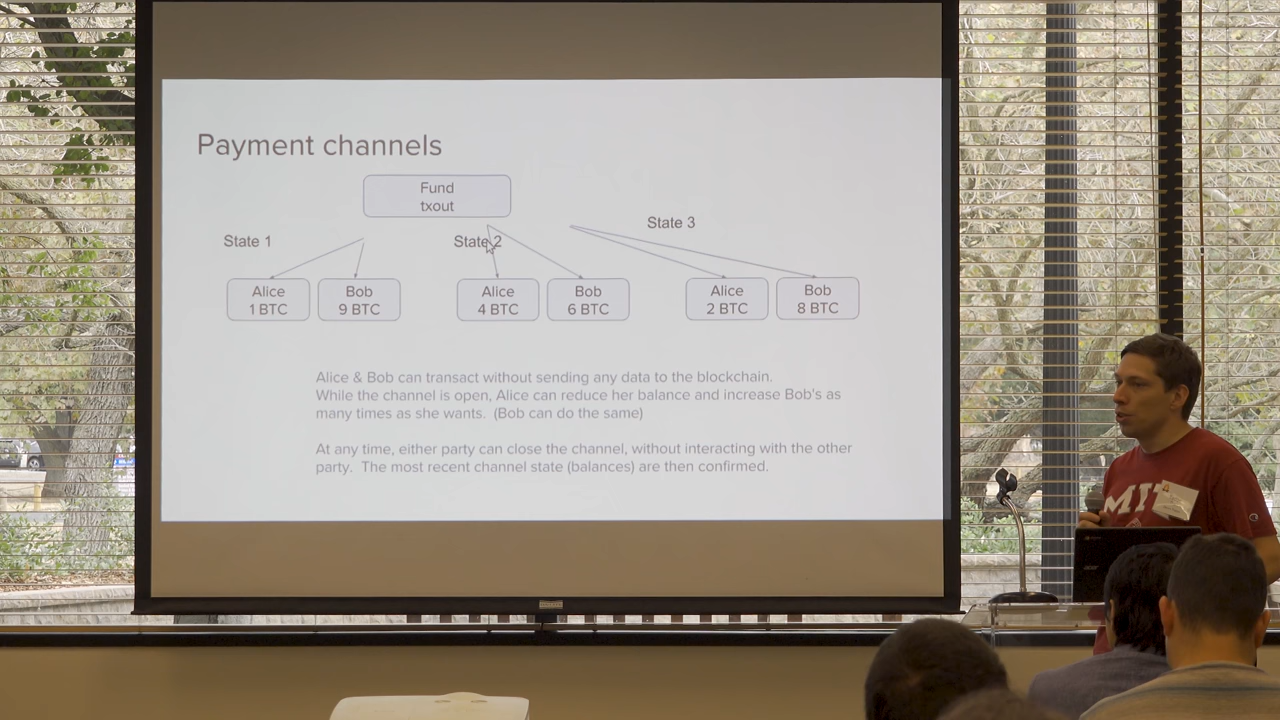 Payment channels
Fund
txout
State 1
State 2
State 3
Alice
1 BTC
Bob
9 BTC
Alice
4 BTC
Bob
6 BTC
Alice
2 BTC
Bob
8 BTC
Alice & Bob can transact without sending any data to the blockchain.
While the channel is open, Alice can reduce her balance and increase Bob's as
many times as she wants.  (Bob can do the same)
At any time, either party can close the channel, without interacting with the other
party.  The most recent channel state (balances) are then confirmed.
MIT
acer